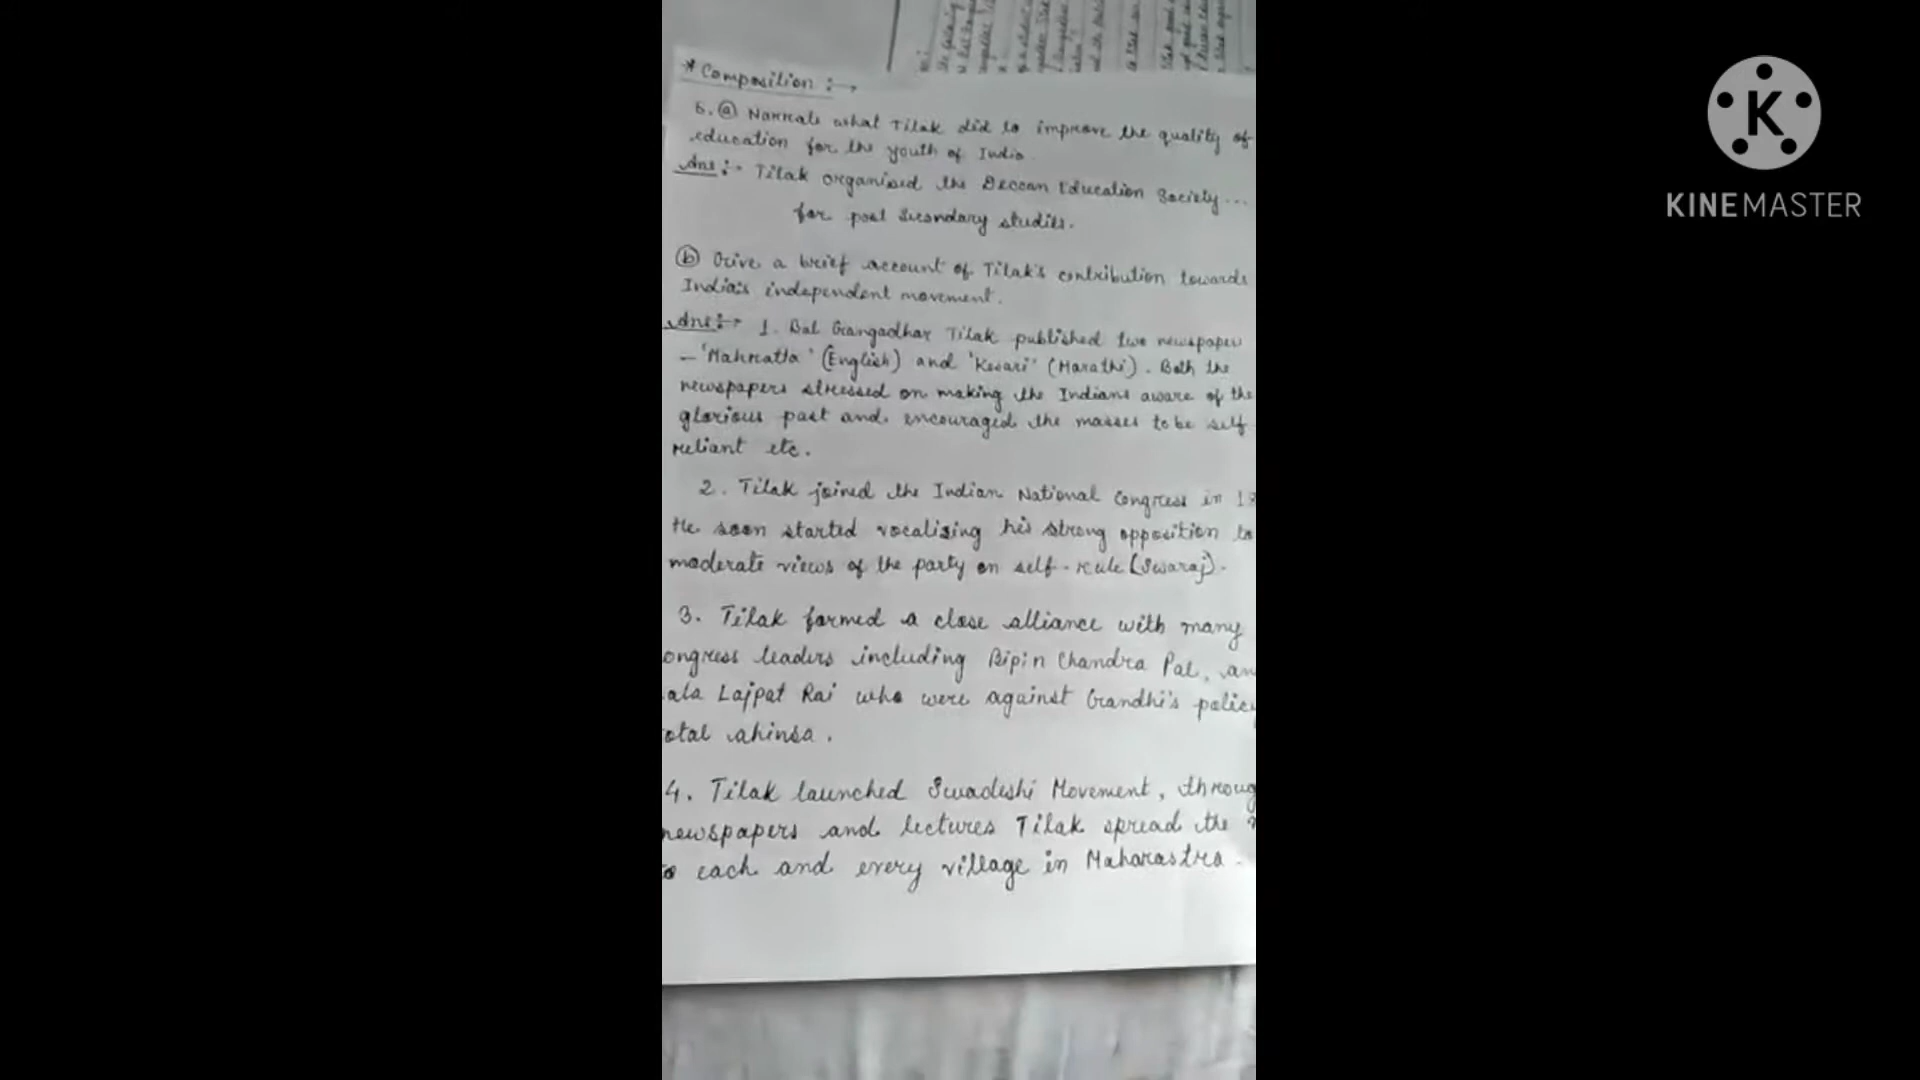 * Composition :→
6. (a) Narrate what Tilak did to improve the quality of
education for the youth of India.
Ans :- Tilak organised the Deccan Education Society...
for post secondary studies.
(b) Give a brief account of Tilak's contribution towards
India's independent movement.
Ans :→ 1. Bal Gangadhar Tilak published two newspaper
- 'Mahratta' (English) and 'Kesari' (Marathi). Both the
newspapers stressed on making the Indians aware of the
glorious past and encouraged the masses to be self
reliant etc.
2. Tilak joined the Indian National Congress in
He soon started vocalising his strong opposition to
moderate views of the party on self-rule (Swaraj).
3. Tilak formed a close alliance with many
ongress leaders including Bipin Chandra Pal, an
ala Lajpat Rai who were against Gandhi's polic
otal ahinsa.
4. Tilak launched Swadeshi Movement, throug
newspapers and lectures Tilak spread the
to each and every village in Maharastra.
K
KINEMASTER